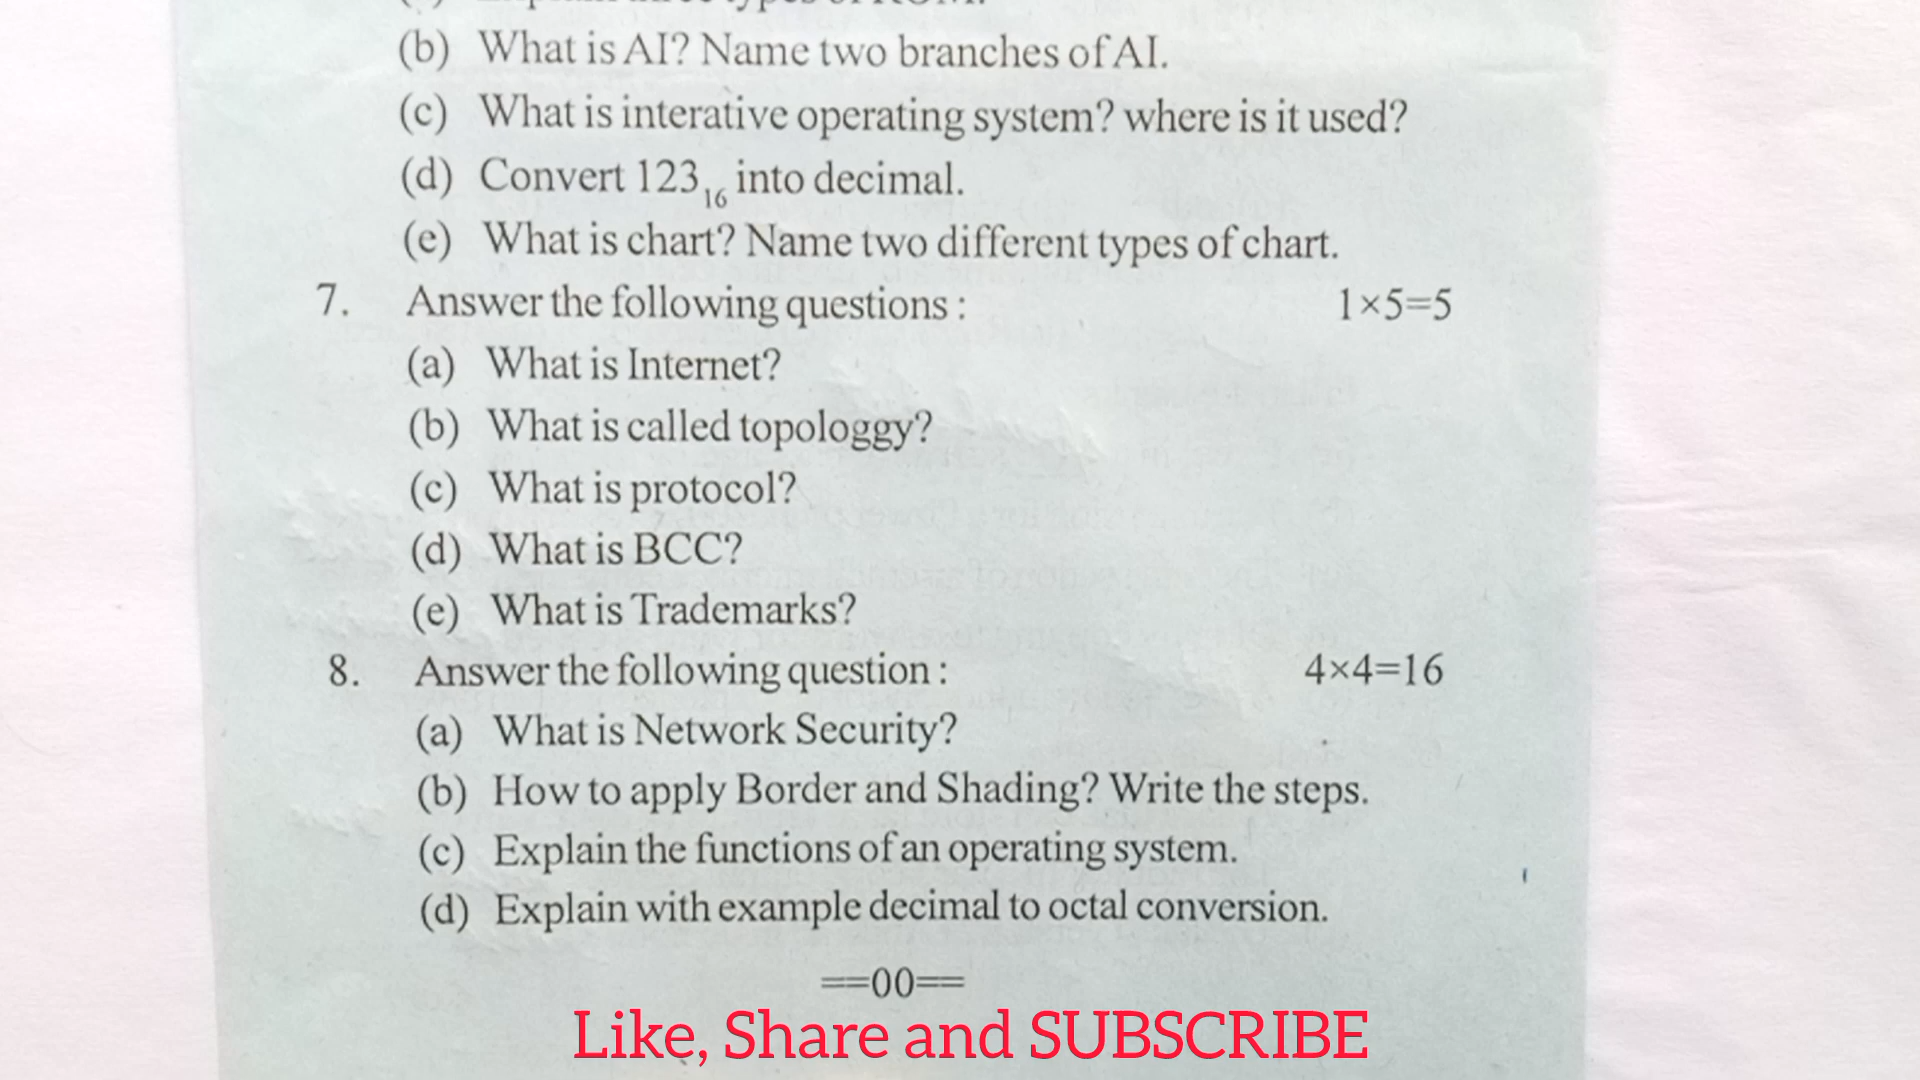 (b) What is AI? Name two branches of AI.
(c) What is interative operating system? where is it used?
(d) Convert 123₁₆ into decimal.
(e) What is chart? Name two different types of chart.
7. Answer the following questions : 1×5=5
(a) What is Internet?
(b) What is called topologgy?
(c) What is protocol?
(d) What is BCC?
(e) What is Trademarks?
8. Answer the following question : 4×4=16
(a) What is Network Security?
(b) How to apply Border and Shading? Write the steps.
(c) Explain the functions of an operating system.
(d) Explain with example decimal to octal conversion.
==00==
Like, Share and SUBSCRIBE